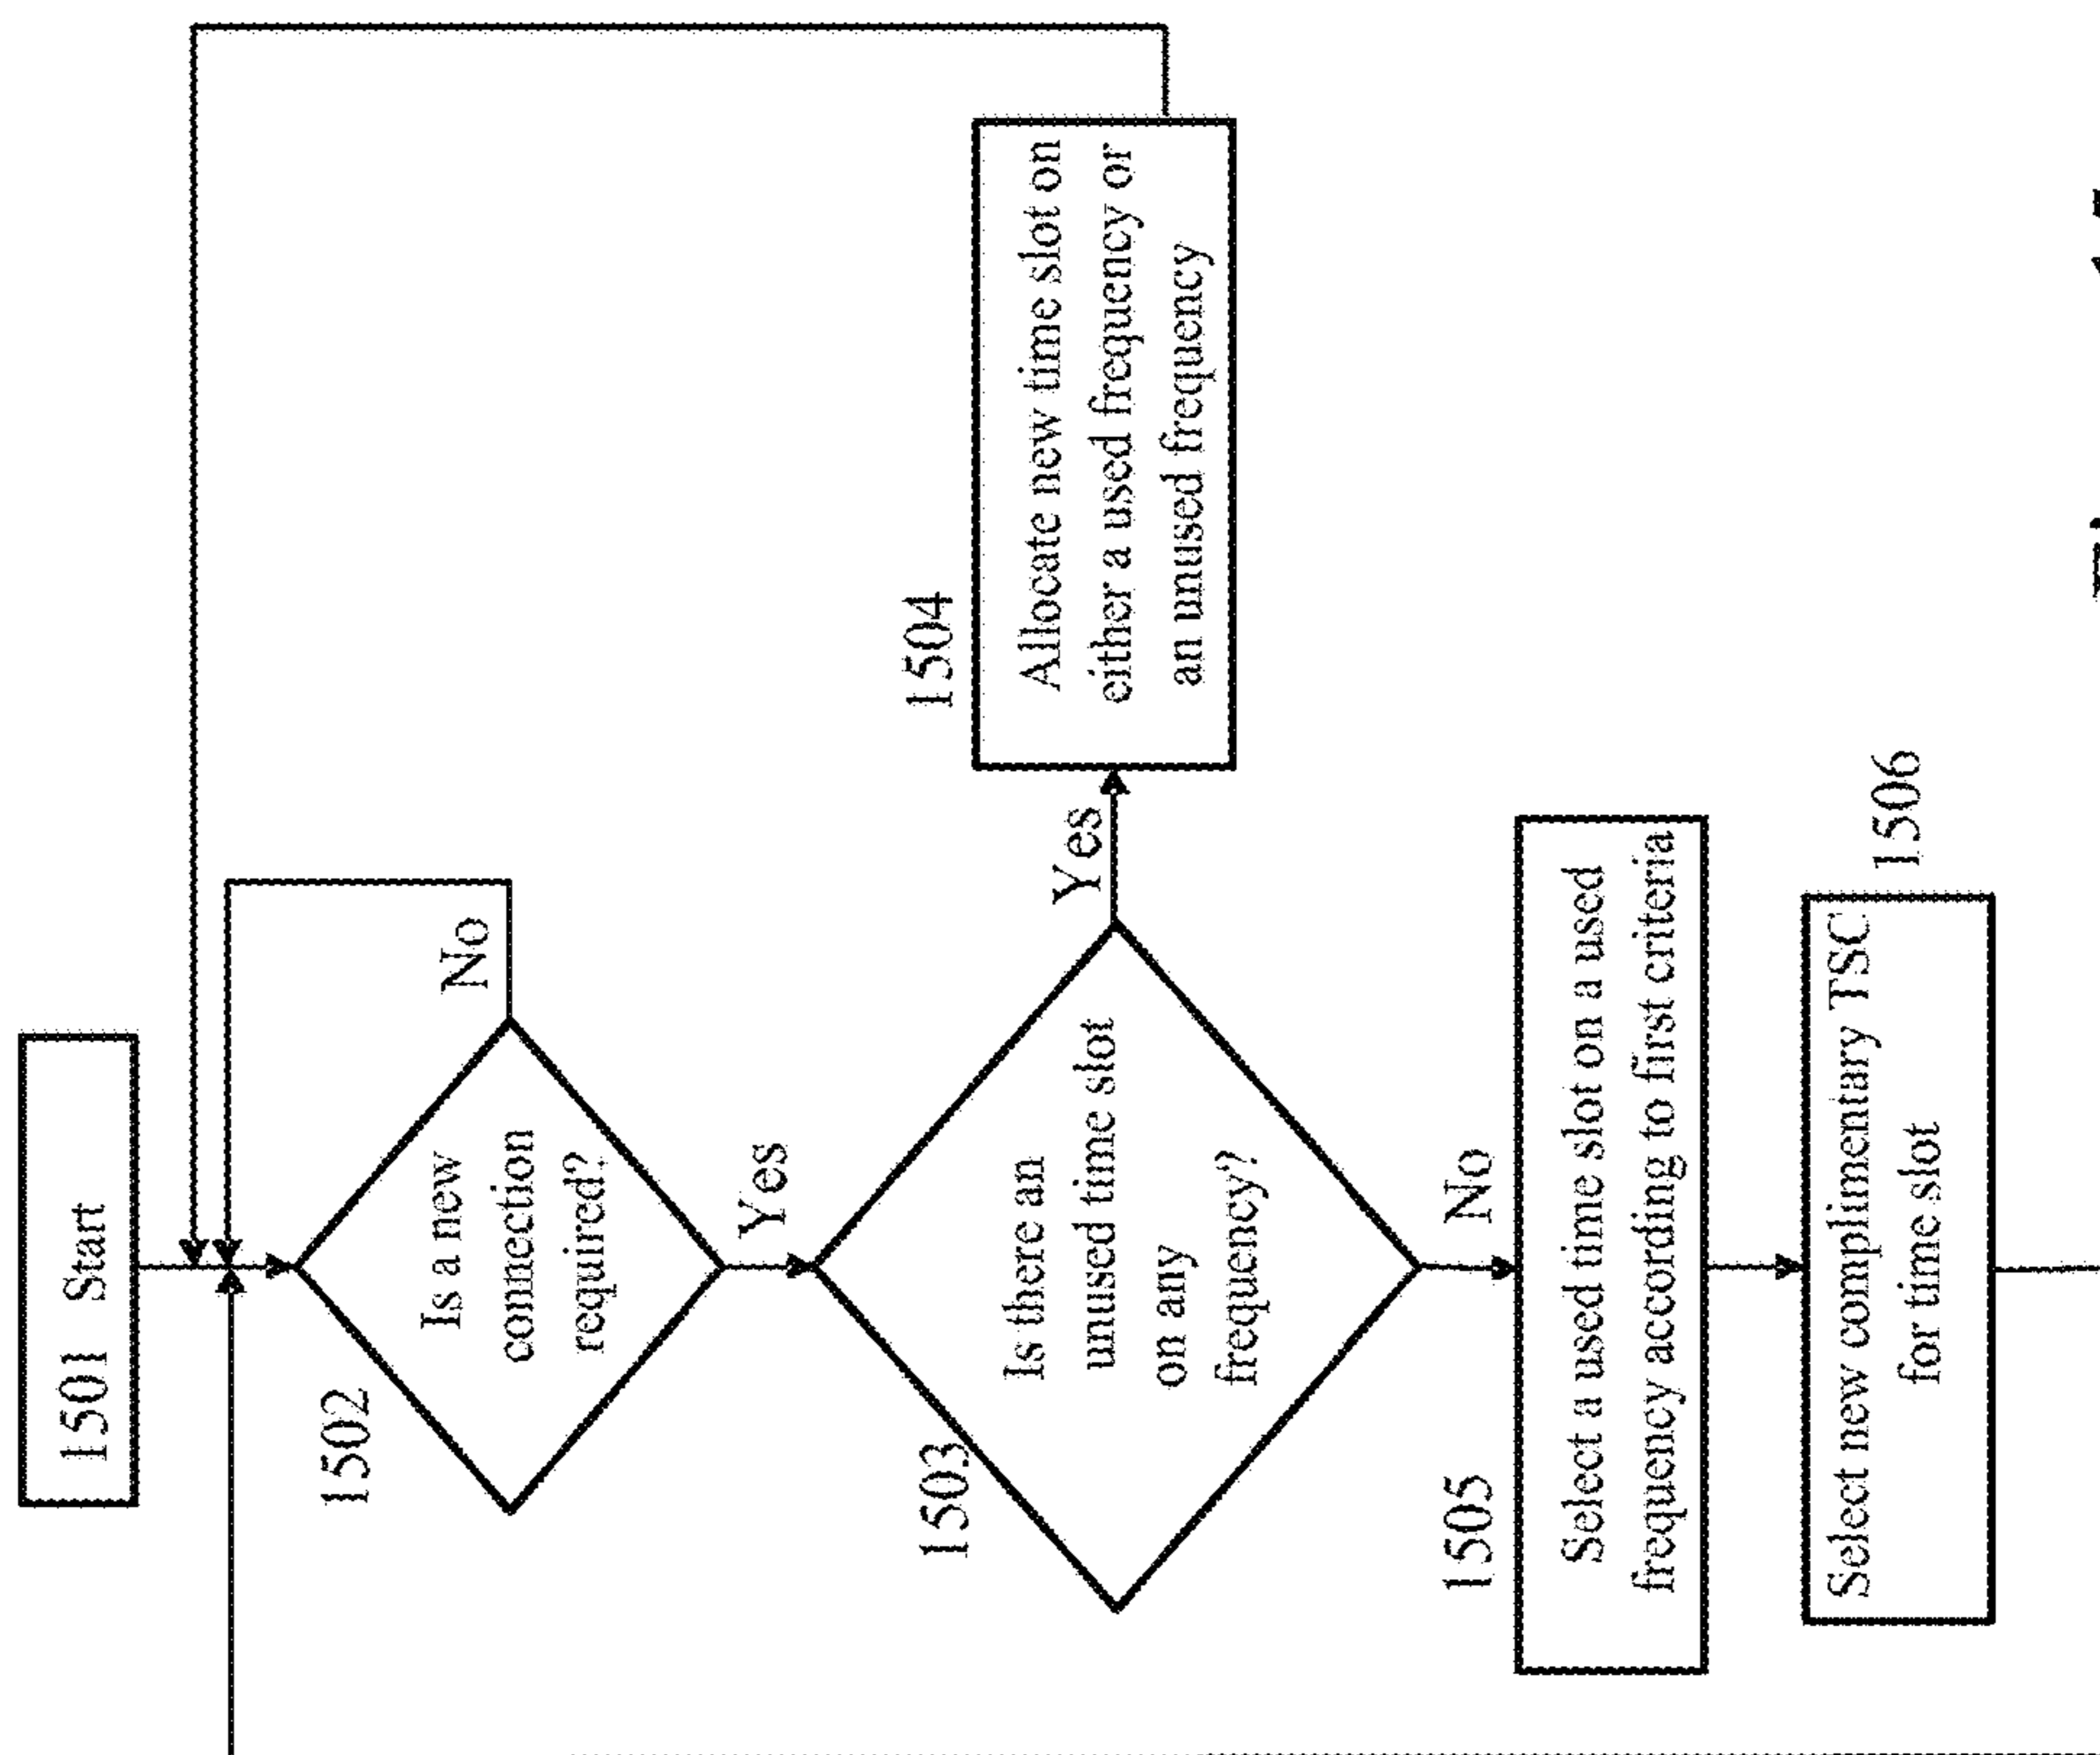 1501 Start
1502
Is a new
connection
required?
No
Yes
1503
Is there an
unused time slot
on any
frequency?
Yes
1504
Allocate new time slot on
either a used frequency or
an unused frequency
No
1505
Select a used time slot on a used
frequency according to first criteria
1506
Select new complimentary TSC
for time slot